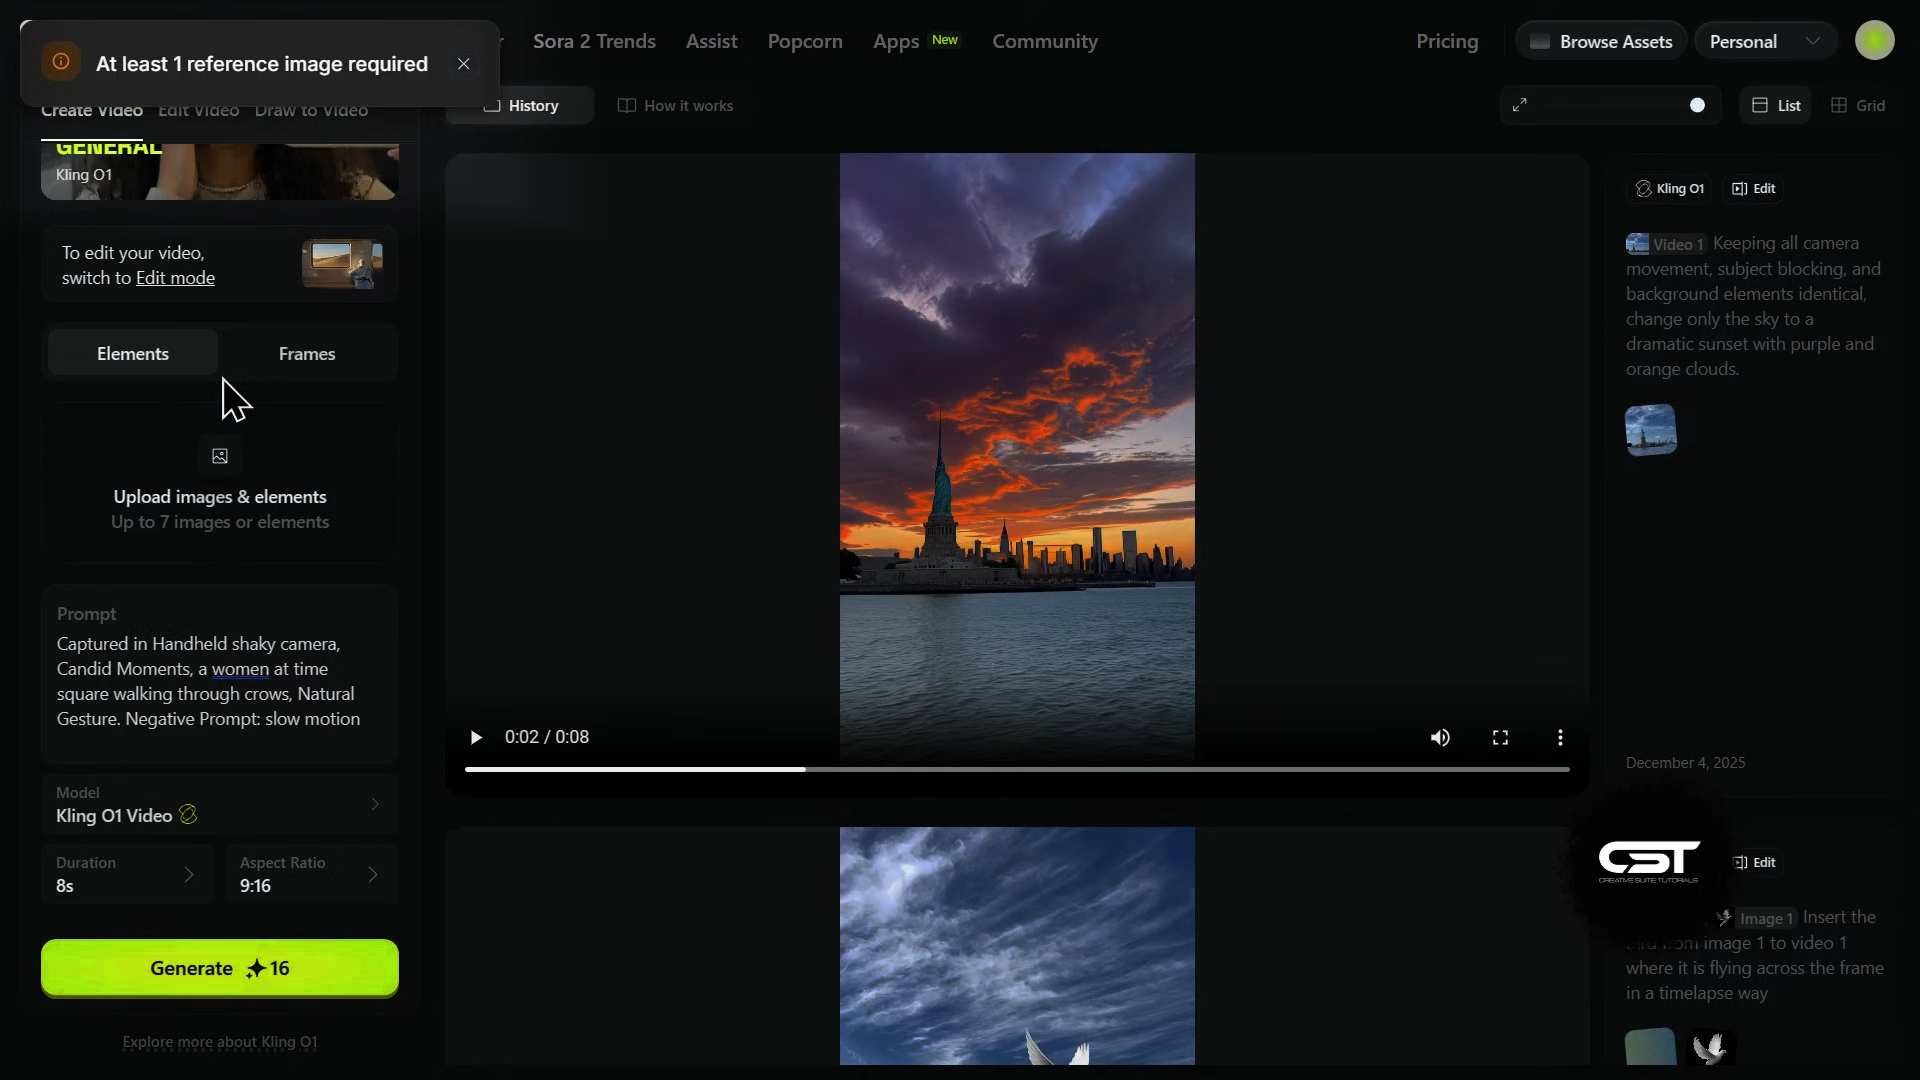 At least 1 reference image required
Sora 2 Trends
Assist
Popcorn
Apps New
Community
Pricing
Browse Assets
Personal
Create Video
Edit Video
Draw to Video
History
How it works
List
Grid
GENERAL
Kling O1
To edit your video,
switch to Edit mode
Elements
Frames
Upload images & elements
Up to 7 images or elements
Prompt
Captured in Handheld shaky camera,
Candid Moments, a women at time
square walking through crows, Natural
Gesture. Negative Prompt: slow motion
Model
Kling O1 Video
Duration
8s
Aspect Ratio
9:16
Generate 16
Explore more about Kling O1
0:02 / 0:08
Kling O1
Edit
Video 1 Keeping all camera
movement, subject blocking, and
background elements identical,
change only the sky to a
dramatic sunset with purple and
orange clouds.
December 4, 2025
CST
CREATIVE SUITE TUTORIALS
Edit
Image 1 Insert the
from image 1 to video 1
where it is flying across the frame
in a timelapse way